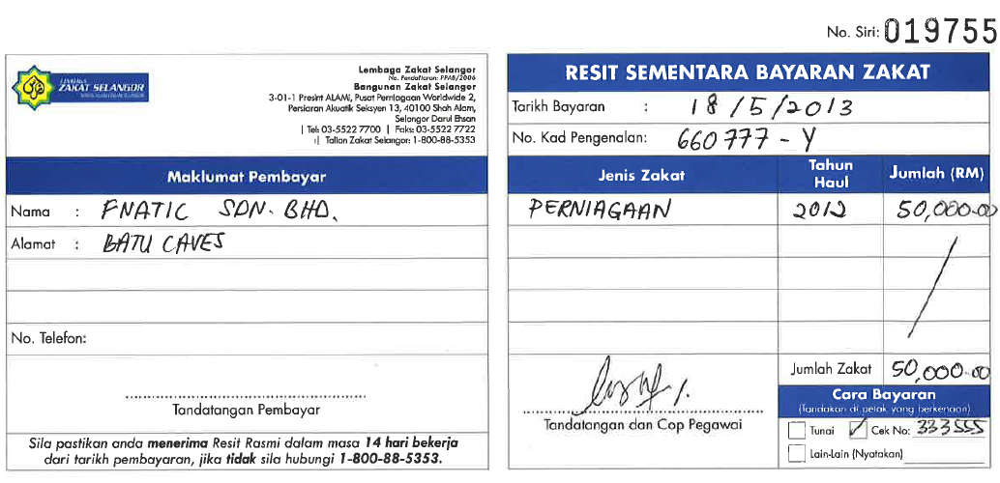 No. Siri: 019755
LEMBAGA
ZAKAT SELANGOR
Lembaga Zakat Selangor
No. Pendaftaran: PPAB/2006
Bangunan Zakat Selangor
3-01-1 Presint ALAMi, Pusat Perniagaan Worldwide 2,
Persiaran Akuatik Seksyen 13, 40100 Shah Alam,
Selangor Darul Ehsan
| Tel: 03-5522 7700 | Faks: 03-5522 7722
| Talian Zakat Selangor: 1-800-88-5353
Maklumat Pembayar
Nama : FNATIC SDN. BHD.
Alamat : BATU CAVES
No. Telefon:
Tandatangan Pembayar
Sila pastikan anda menerima Resit Rasmi dalam masa 14 hari bekerja
dari tarikh pembayaran, jika tidak sila hubungi 1-800-88-5353.
RESIT SEMENTARA BAYARAN ZAKAT
Tarikh Bayaran : 18/5/2013
No. Kad Pengenalan: 660777-Y
Jenis Zakat Tahun Haul Jumlah (RM)
PERNIAGAAN 2012 50,000.00
Jumlah Zakat 50,000.00
Tandatangan dan Cop Pegawai
Cara Bayaran
(Tandakan di petak yang berkenaan)
Tunai Cek No: 333555
Lain-Lain (Nyatakan)